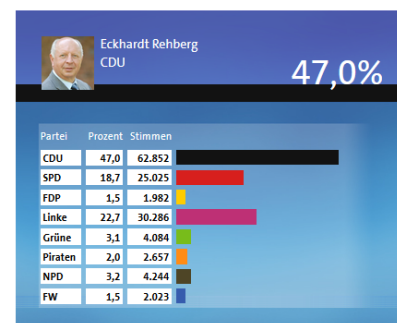 Eckhardt Rehberg
CDU
47,0%
Partei Prozent Stimmen
CDU 47,0 62.852
SPD 18,7 25.025
FDP 1,5 1.982
Linke 22,7 30.286
Grüne 3,1 4.084
Piraten 2,0 2.657
NPD 3,2 4.244
FW 1,5 2.023